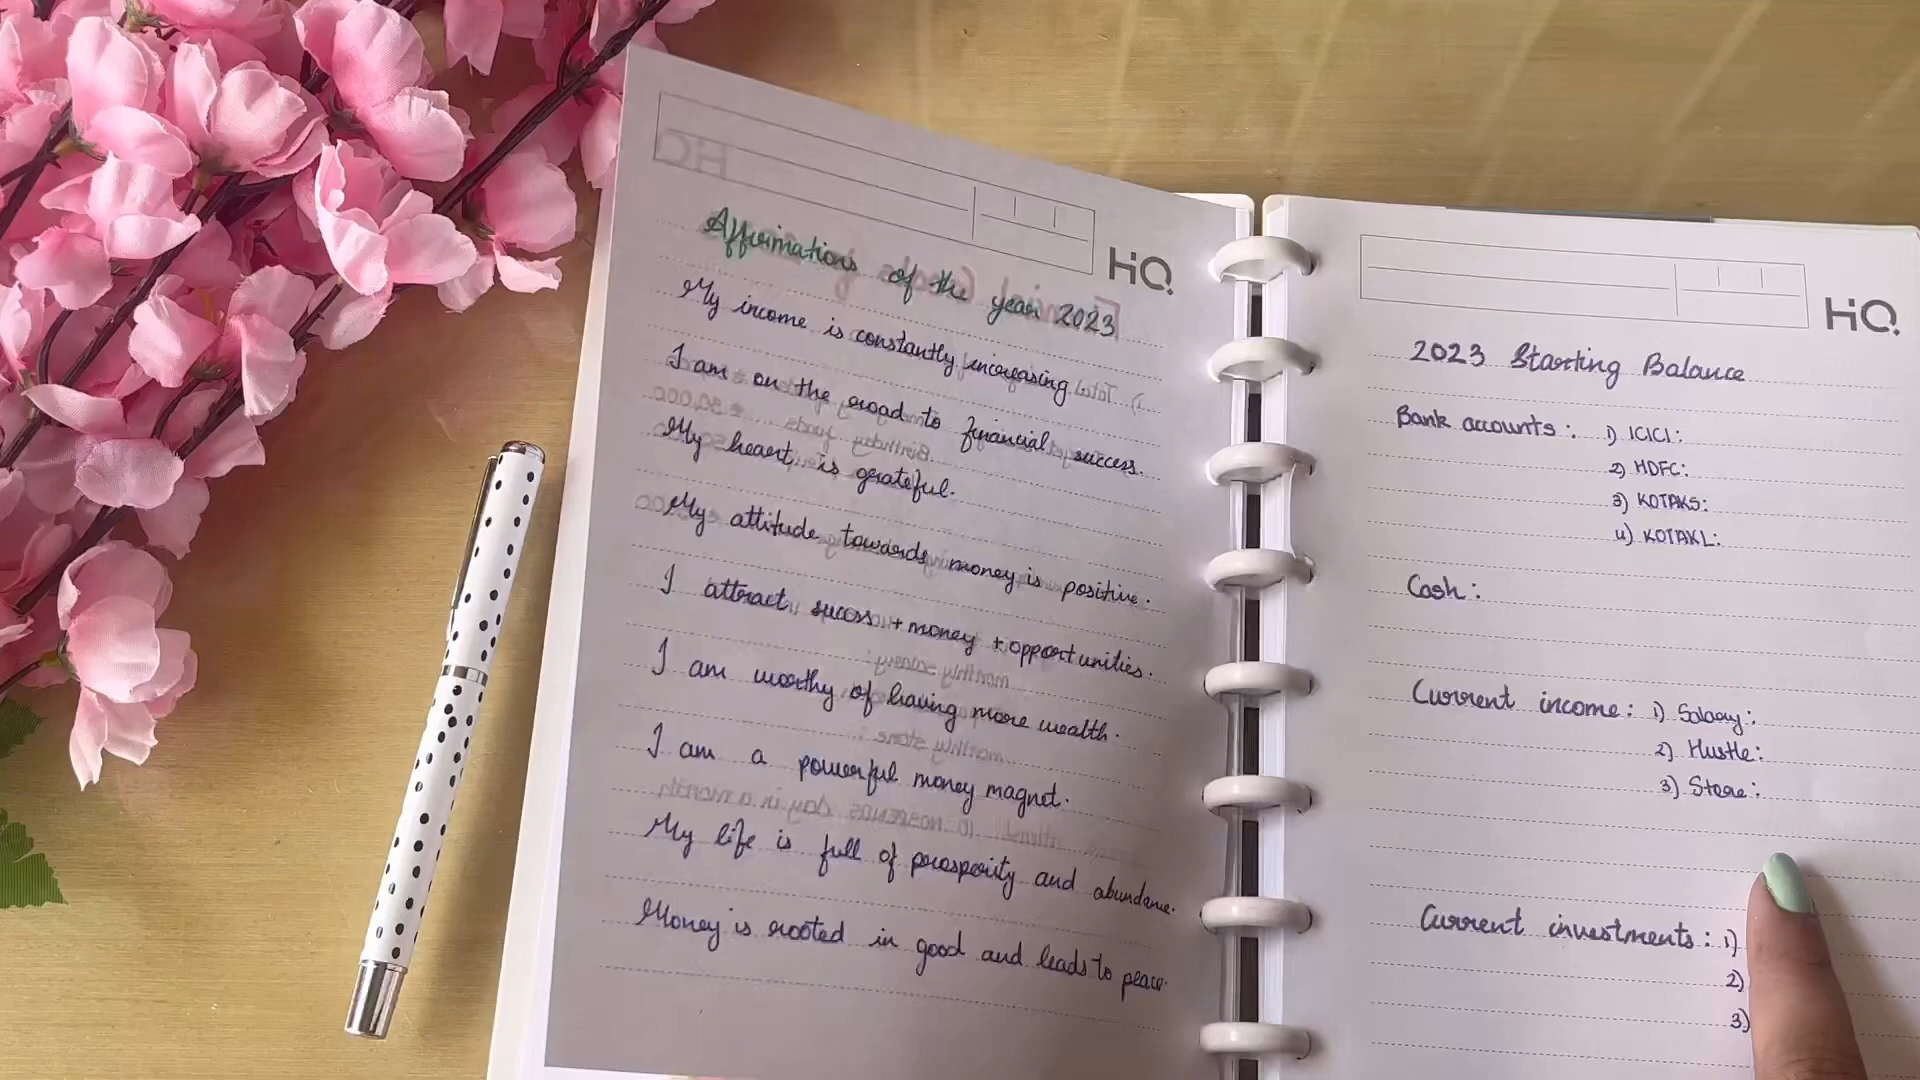 HQ
Affirmations of the year 2023
My income is constantly increasing
I am on the road to financial success.
My heart is grateful.
My attitude towards money is positive.
I attract sucess + money + opportunities.
I am worthy of having more wealth.
I am a powerful money magnet.
My life is full of prosperity and abundance.
Money is rooted in good and leads to peace.
HQ
2023 Starting Balance
Bank accounts: 1) ICICI:
2) HDFC:
3) KOTAKS:
4) KOTAKL:
Cash:
Current income: 1) Salary:
2) Hustle:
3) Store:
Current investments: 1)
2)
3)